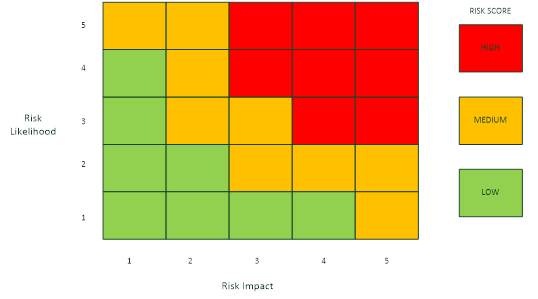 RISK SCORE
5
HIGH
4
Risk
Likelihood
3
MEDIUM
2
LOW
1
1 2 3 4 5
Risk Impact